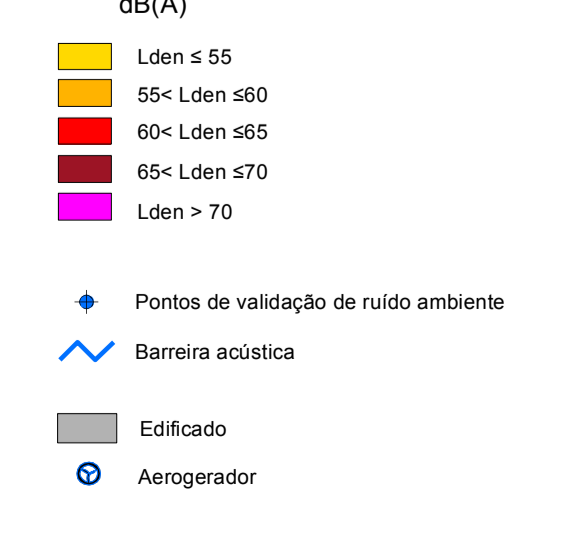 dB(A)
Lden ≤ 55
55< Lden ≤60
60< Lden ≤65
65< Lden ≤70
Lden > 70
Pontos de validação de ruído ambiente
Barreira acústica
Edificado
Aerogerador